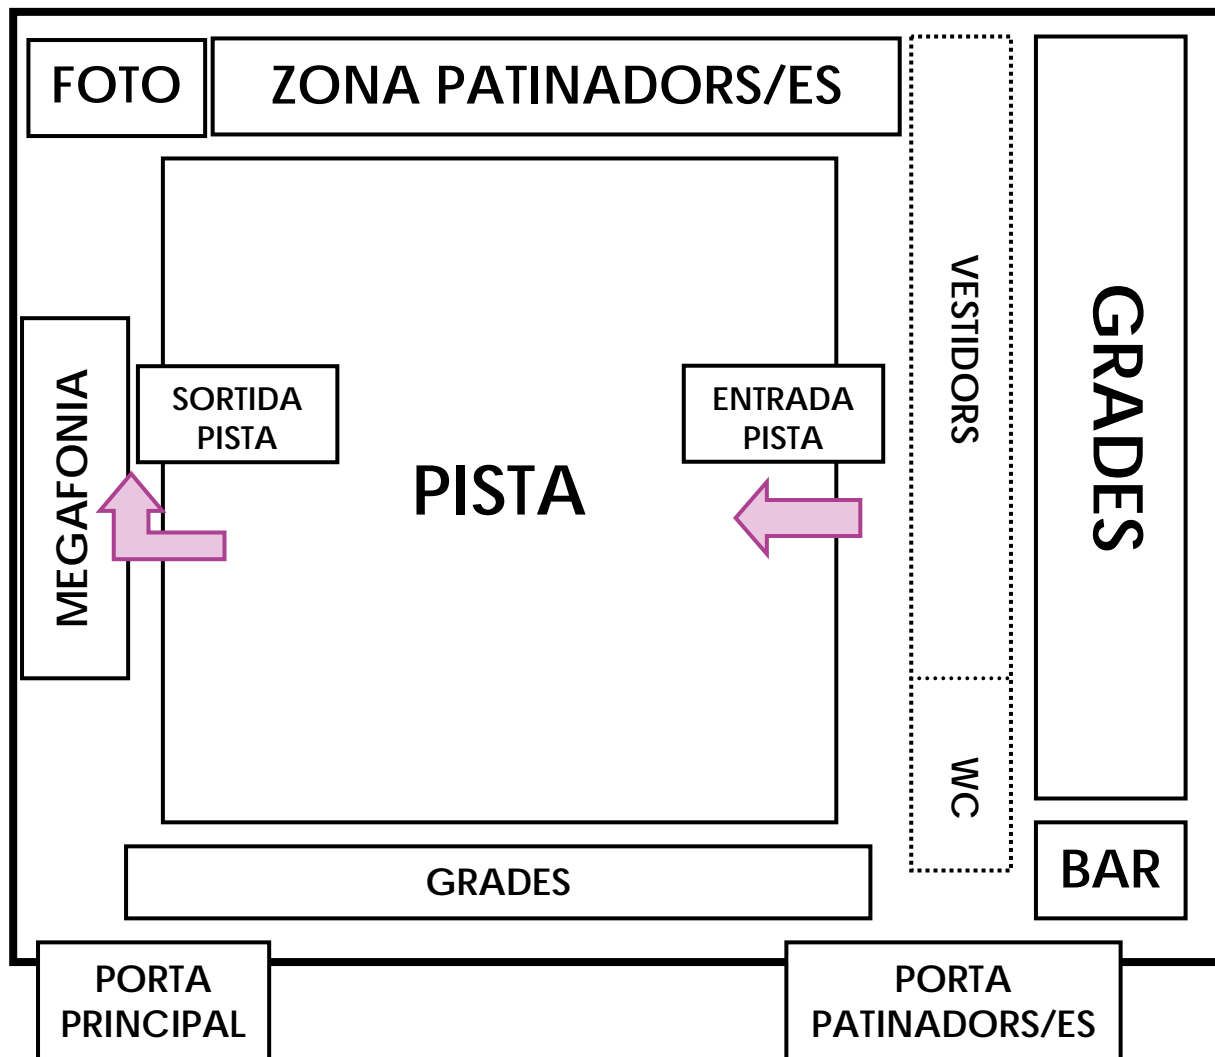 FOTO
ZONA PATINADORS/ES
VESTIDORS
GRADES
MEGAFONIA
SORTIDA
PISTA
ENTRADA
PISTA
PISTA
WC
BAR
GRADES
PORTA
PRINCIPAL
PORTA
PATINADORS/ES